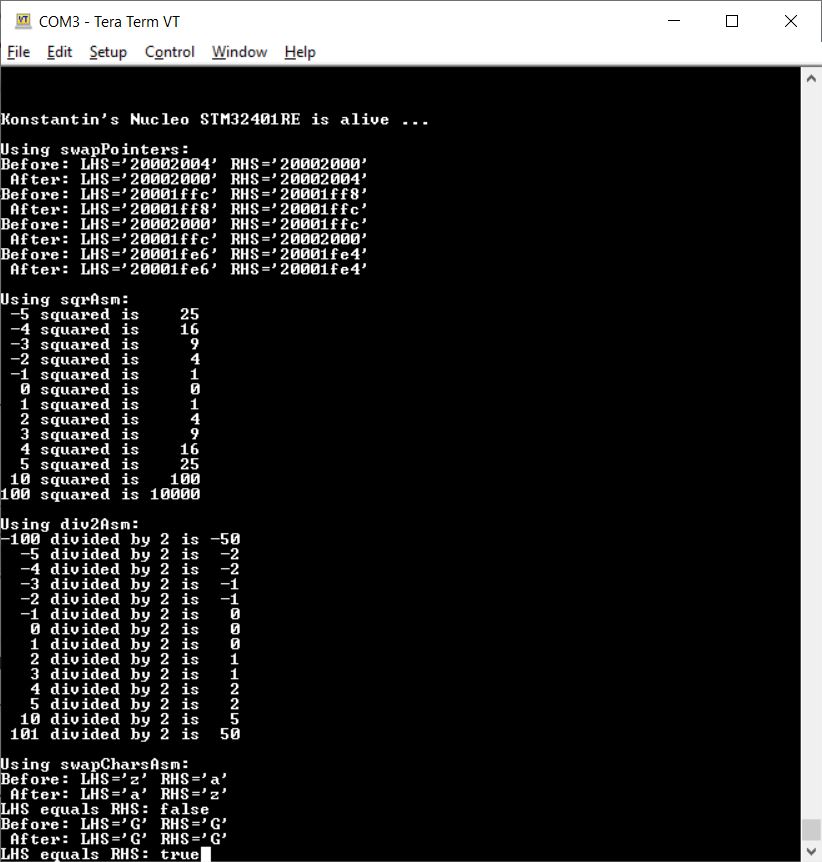 COM3 - Tera Term VT
File Edit Setup Control Window Help
Konstantin's Nucleo STM32401RE is alive ...
Using swapPointers:
Before: LHS='20002004' RHS='20002000'
After: LHS='20002000' RHS='20002004'
Before: LHS='20001ffc' RHS='20001ff8'
After: LHS='20001ff8' RHS='20001ffc'
Before: LHS='20002000' RHS='20001ffc'
After: LHS='20001ffc' RHS='20002000'
Before: LHS='20001fe6' RHS='20001fe4'
After: LHS='20001fe6' RHS='20001fe4'
Using sqrAsm:
-5 squared is 25
-4 squared is 16
-3 squared is 9
-2 squared is 4
-1 squared is 1
0 squared is 0
1 squared is 1
2 squared is 4
3 squared is 9
4 squared is 16
5 squared is 25
10 squared is 100
100 squared is 10000
Using div2Asm:
-100 divided by 2 is -50
-5 divided by 2 is -2
-4 divided by 2 is -2
-3 divided by 2 is -1
-2 divided by 2 is -1
-1 divided by 2 is 0
0 divided by 2 is 0
1 divided by 2 is 0
2 divided by 2 is 1
3 divided by 2 is 1
4 divided by 2 is 2
5 divided by 2 is 2
10 divided by 2 is 5
101 divided by 2 is 50
Using swapCharsAsm:
Before: LHS='z' RHS='a'
After: LHS='a' RHS='z'
LHS equals RHS: false
Before: LHS='G' RHS='G'
After: LHS='G' RHS='G'
LHS equals RHS: true